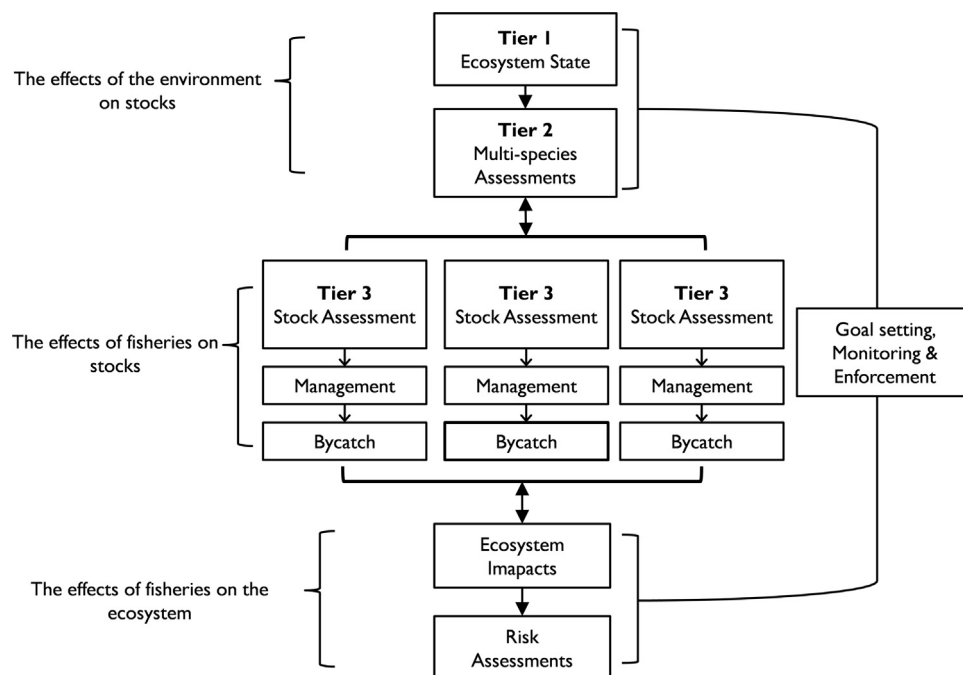 Tier 1
Ecosystem State
The effects of the environment
on stocks
Tier 2
Multi-species
Assessments
Tier 3
Stock Assessment
Tier 3
Stock Assessment
Tier 3
Stock Assessment
The effects of fisheries on
stocks
Management
Management
Management
Bycatch
Bycatch
Bycatch
Goal setting,
Monitoring &
Enforcement
Ecosystem
Imapacts
The effects of fisheries on the
ecosystem
Risk
Assessments